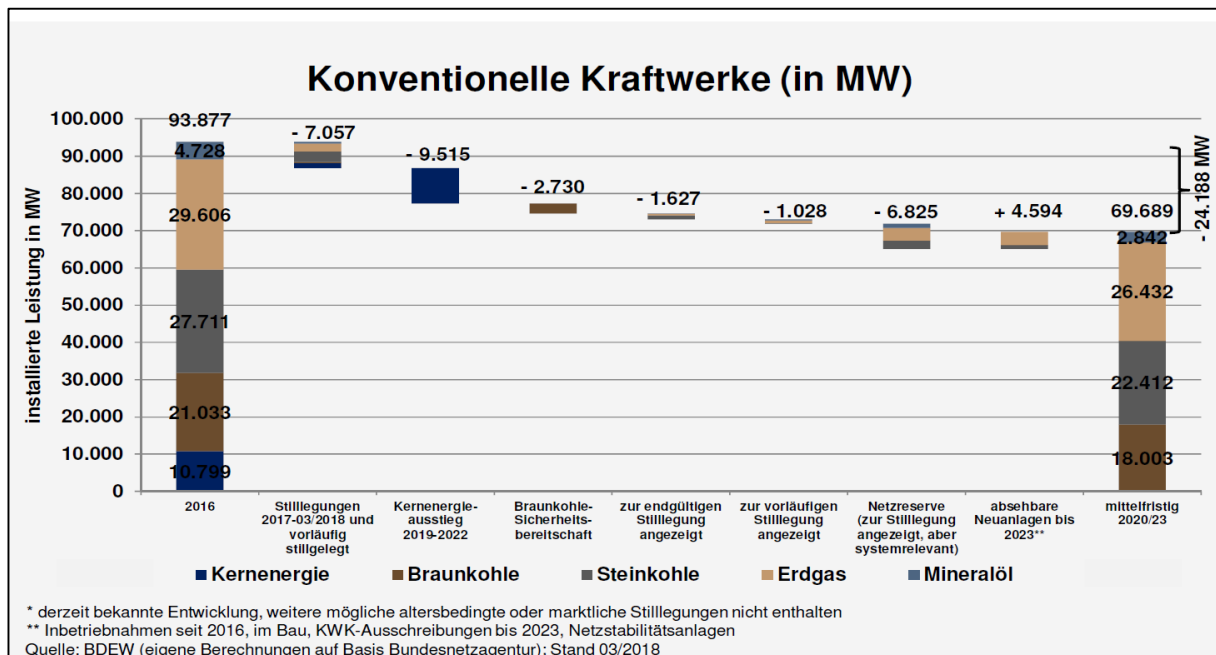 Konventionelle Kraftwerke (in MW)
installierte Leistung in MW
100.000
90.000
80.000
70.000
60.000
50.000
40.000
30.000
20.000
10.000
0
93.877
4.728
29.606
27.711
21.033
10.799
- 7.057
- 9.515
- 2.730
- 1.627
- 1.028
- 6.825
+ 4.594
69.689
2.842
26.432
22.412
18.003
- 24.188 MW
2016
Stilllegungen
2017-03/2018 und
vorläufig
stillgelegt
Kernenergie-
ausstieg
2019-2022
Braunkohle-
Sicherheits-
bereitschaft
zur endgültigen
Stilllegung
angezeigt
zur vorläufigen
Stilllegung
angezeigt
Netzreserve
(zur Stilllegung
angezeigt, aber
systemrelevant)
absehbare
Neuanlagen bis
2023**
mittelfristig
2020/23
Kernenergie
Braunkohle
Steinkohle
Erdgas
Mineralöl
* derzeit bekannte Entwicklung, weitere mögliche altersbedingte oder marktliche Stilllegungen nicht enthalten
** Inbetriebnahmen seit 2016, im Bau, KWK-Ausschreibungen bis 2023, Netzstabilitätsanlagen
Quelle: BDEW (eigene Berechnungen auf Basis Bundesnetzagentur); Stand 03/2018